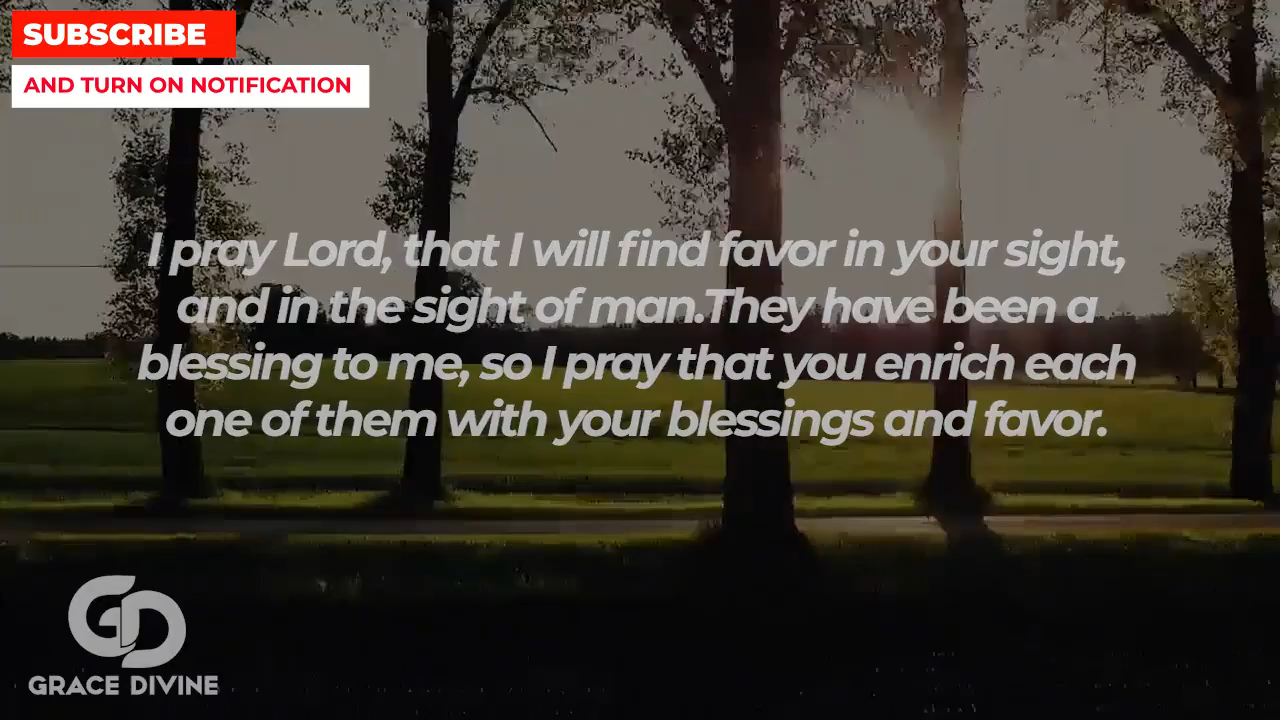 SUBSCRIBE
AND TURN ON NOTIFICATION
I pray Lord, that I will find favor in your sight,
and in the sight of man.They have been a
blessing to me, so I pray that you enrich each
one of them with your blessings and favor.
GD
GRACE DIVINE